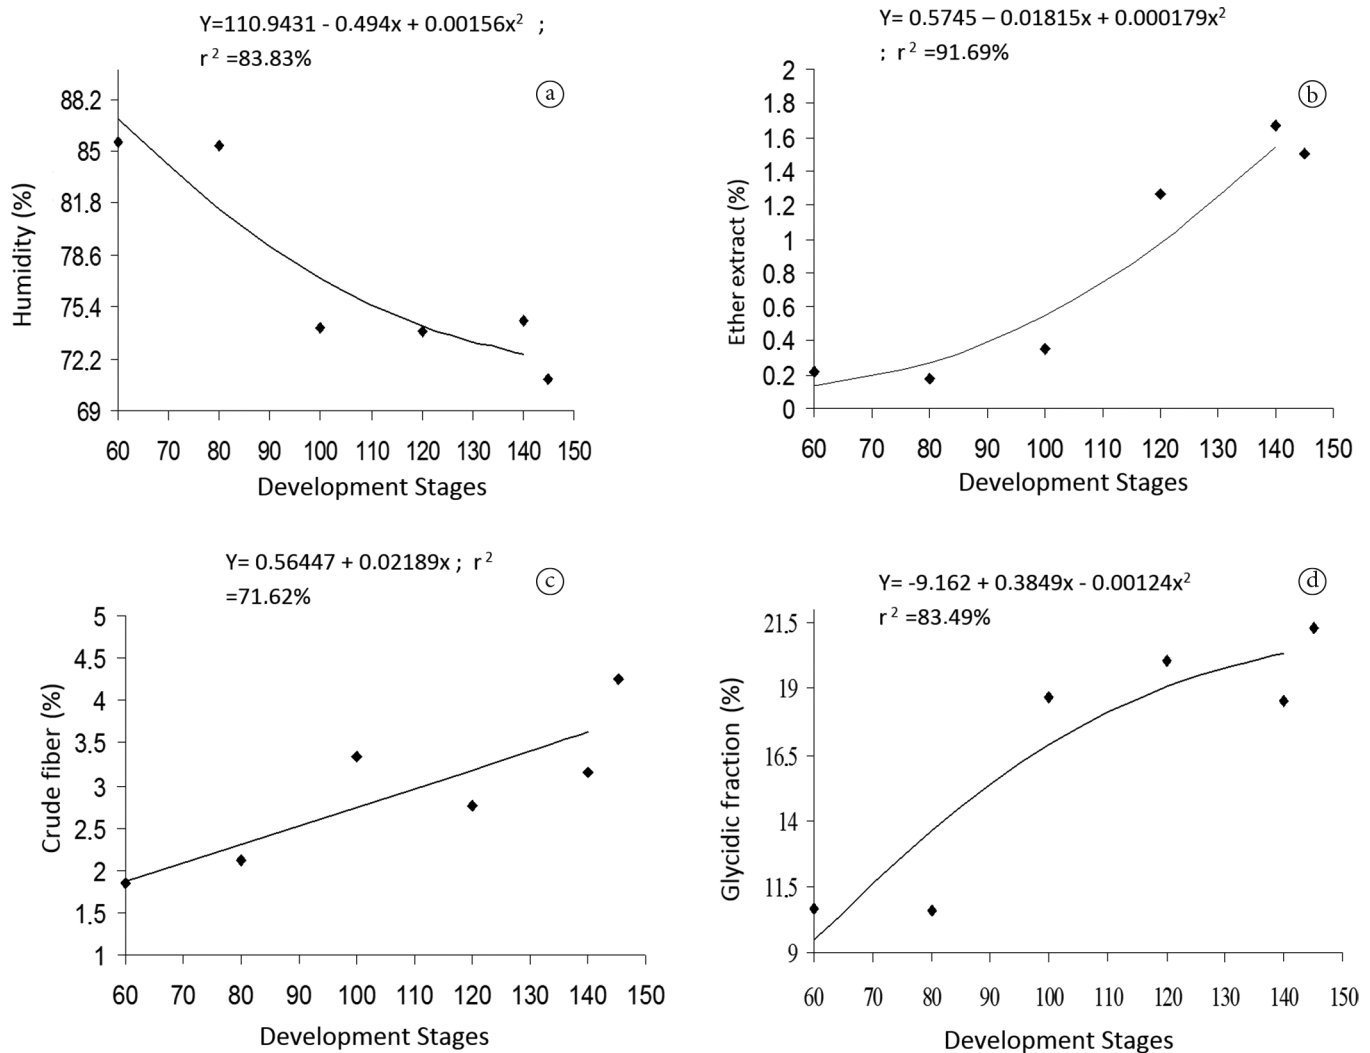 Y=110.9431 - 0.494x + 0.00156x² ;
r² =83.83%
a
88.2
85
81.8
78.6
75.4
72.2
69
Humidity (%)
60 70 80 90 100 110 120 130 140 150
Development Stages
Y= 0.5745 – 0.01815x + 0.000179x²
; r² =91.69%
b
2
1.8
1.6
1.4
1.2
1
0.8
0.6
0.4
0.2
0
Ether extract (%)
60 70 80 90 100 110 120 130 140 150
Development Stages
Y= 0.56447 + 0.02189x ; r²
=71.62%
c
5
4.5
4
3.5
3
2.5
2
1.5
1
Crude fiber (%)
60 70 80 90 100 110 120 130 140 150
Development Stages
Y= -9.162 + 0.3849x - 0.00124x²
r² =83.49%
d
21.5
19
16.5
14
11.5
9
Glycidic fraction (%)
60 70 80 90 100 110 120 130 140 150
Development Stages